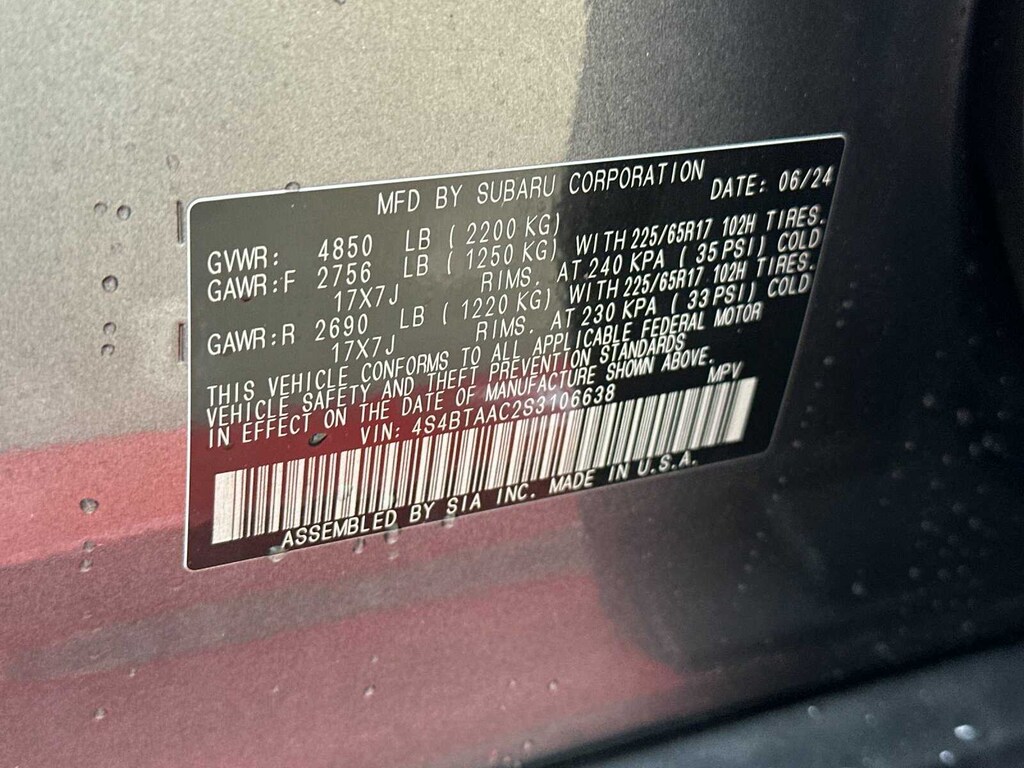 MFD BY SUBARU CORPORATION DATE: 06/24
GVWR: 4850 LB ( 2200 KG)
GAWR:F 2756 LB ( 1250 KG) WITH 225/65R17 102H TIRES.
17X7J RIMS. AT 240 KPA ( 35 PSI) COLD
GAWR:R 2690 LB ( 1220 KG) WITH 225/65R17 102H TIRES.
17X7J RIMS. AT 230 KPA ( 33 PSI) COLD
THIS VEHICLE CONFORMS TO ALL APPLICABLE FEDERAL MOTOR
VEHICLE SAFETY AND THEFT PREVENTION STANDARDS
IN EFFECT ON THE DATE OF MANUFACTURE SHOWN ABOVE.
VIN: 4S4BTAAC2S3106638 MPV
ASSEMBLED BY SIA INC. MADE IN U.S.A.